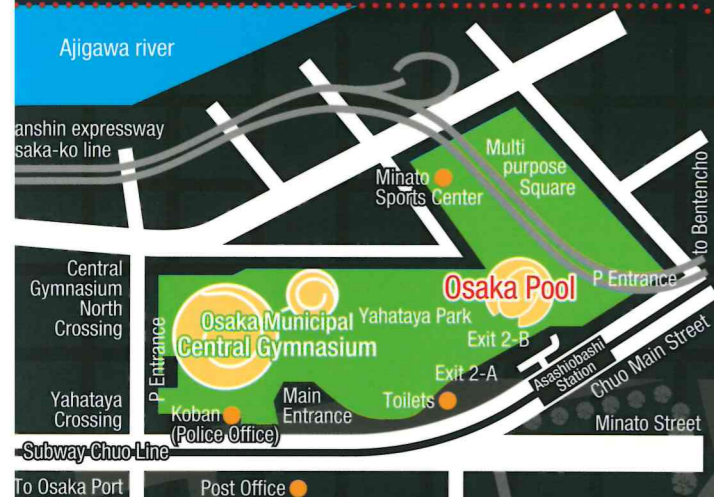 Ajigawa river
anshin expressway
saka-ko line
Multi
purpose
Square
Minato
Sports Center
to Bentencho
Central
Gymnasium
North
Crossing
P Entrance
Osaka Pool
P Entrance
Osaka Municipal
Central Gymnasium
Yahataya Park
Exit 2-B
Exit 2-A
Asashiobashi
Station
Chuo Main Street
Yahataya
Crossing
Koban
(Police Office)
Main
Entrance
Toilets
Minato Street
Subway Chuo Line
To Osaka Port
Post Office